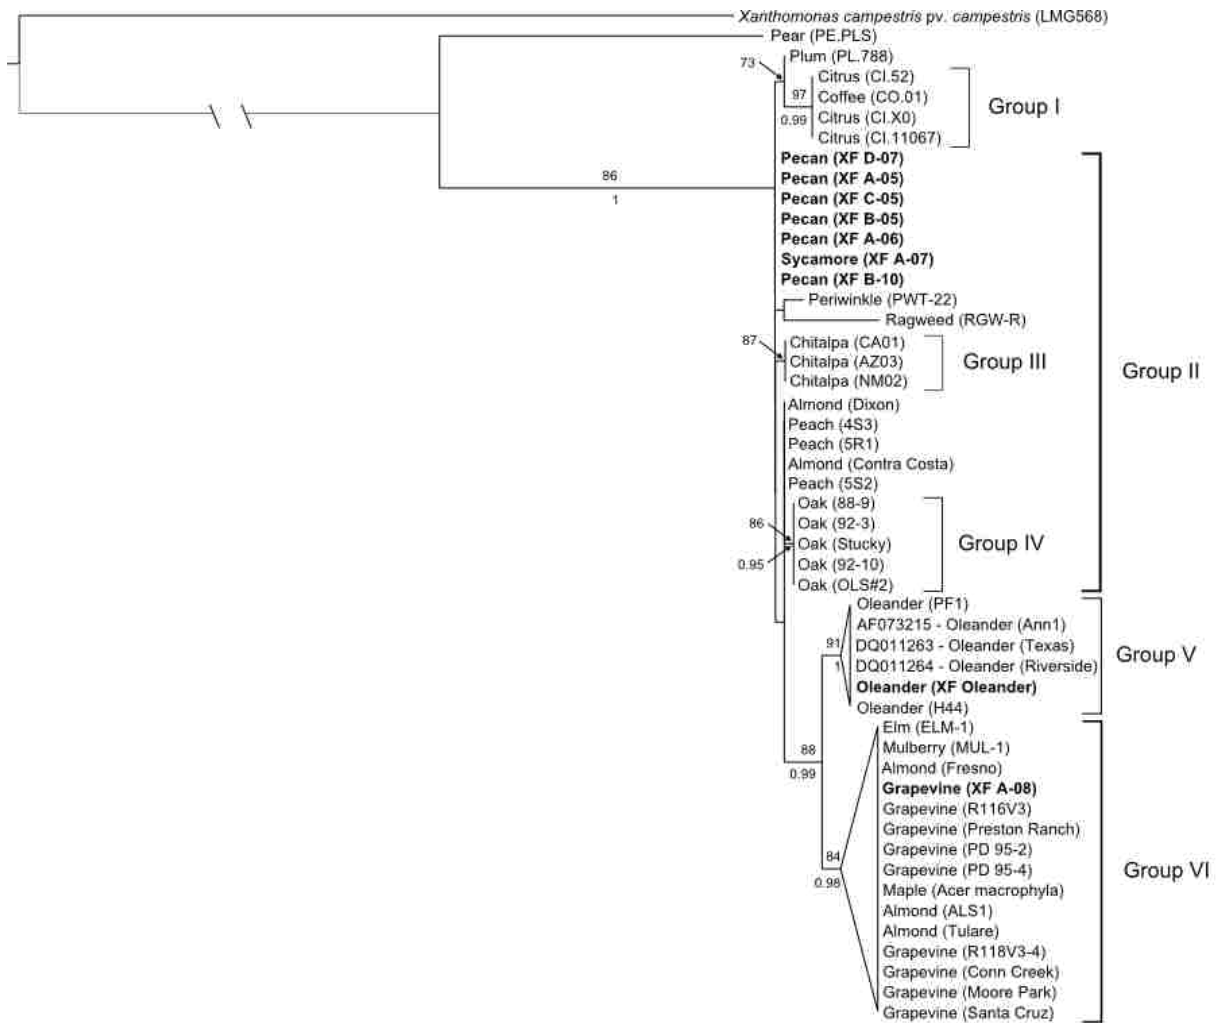 Xanthomonas campestris pv. campestris (LMG568)
Pear (PE.PLS)
Plum (PL.788)
73
Citrus (CI.52)
97
Coffee (CO.01)
Group I
0.99
Citrus (CI.X0)
Citrus (CI.11067)
Pecan (XF D-07)
86
Pecan (XF A-05)
1
Pecan (XF C-05)
Pecan (XF B-05)
Pecan (XF A-06)
Sycamore (XF A-07)
Pecan (XF B-10)
Periwinkle (PWT-22)
Ragweed (RGW-R)
87
Chitalpa (CA01)
Chitalpa (AZ03)
Group III
Chitalpa (NM02)
Group II
Almond (Dixon)
Peach (4S3)
Peach (5R1)
Almond (Contra Costa)
Peach (5S2)
Oak (88-9)
86
Oak (92-3)
Oak (Stucky)
Group IV
0.95
Oak (92-10)
Oak (OLS#2)
Oleander (PF1)
AF073215 - Oleander (Ann1)
91
DQ011263 - Oleander (Texas)
Group V
1
DQ011264 - Oleander (Riverside)
Oleander (XF Oleander)
Oleander (H44)
Elm (ELM-1)
88
Mulberry (MUL-1)
0.99
Almond (Fresno)
Grapevine (XF A-08)
Grapevine (R116V3)
Grapevine (Preston Ranch)
84
Grapevine (PD 95-2)
Grapevine (PD 95-4)
Group VI
0.98
Maple (Acer macrophyla)
Almond (ALS1)
Almond (Tulare)
Grapevine (R118V3-4)
Grapevine (Conn Creek)
Grapevine (Moore Park)
Grapevine (Santa Cruz)